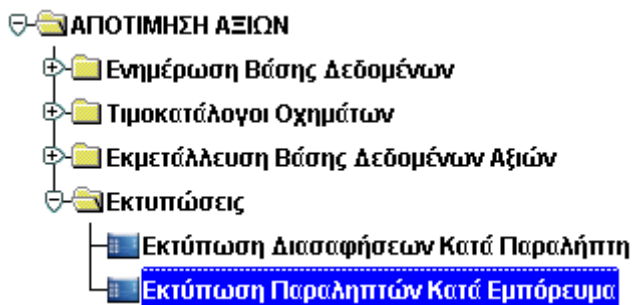 ΑΠΟΤΙΜΗΣΗ ΑΞΙΩΝ
Ενημέρωση Βάσης Δεδομένων
Τιμοκατάλογοι Οχημάτων
Εκμετάλλευση Βάσης Δεδομένων Αξιών
Εκτυπώσεις
Εκτύπωση Διασαφήσεων Κατά Παραλήπτη
Εκτύπωση Παραληπτών Κατά Εμπόρευμα